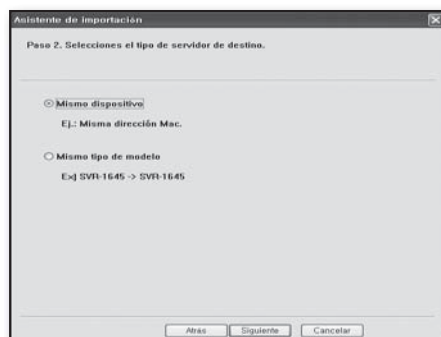 Asistente de importación
Paso 2. Selecciones el tipo de servidor de destino.
Mismo dispositivo
Ej.: Misma dirección Mac.
Mismo tipo de modelo
Ex) SVR-1645 -> SVR-1645
Atrás
Siguiente
Cancelar